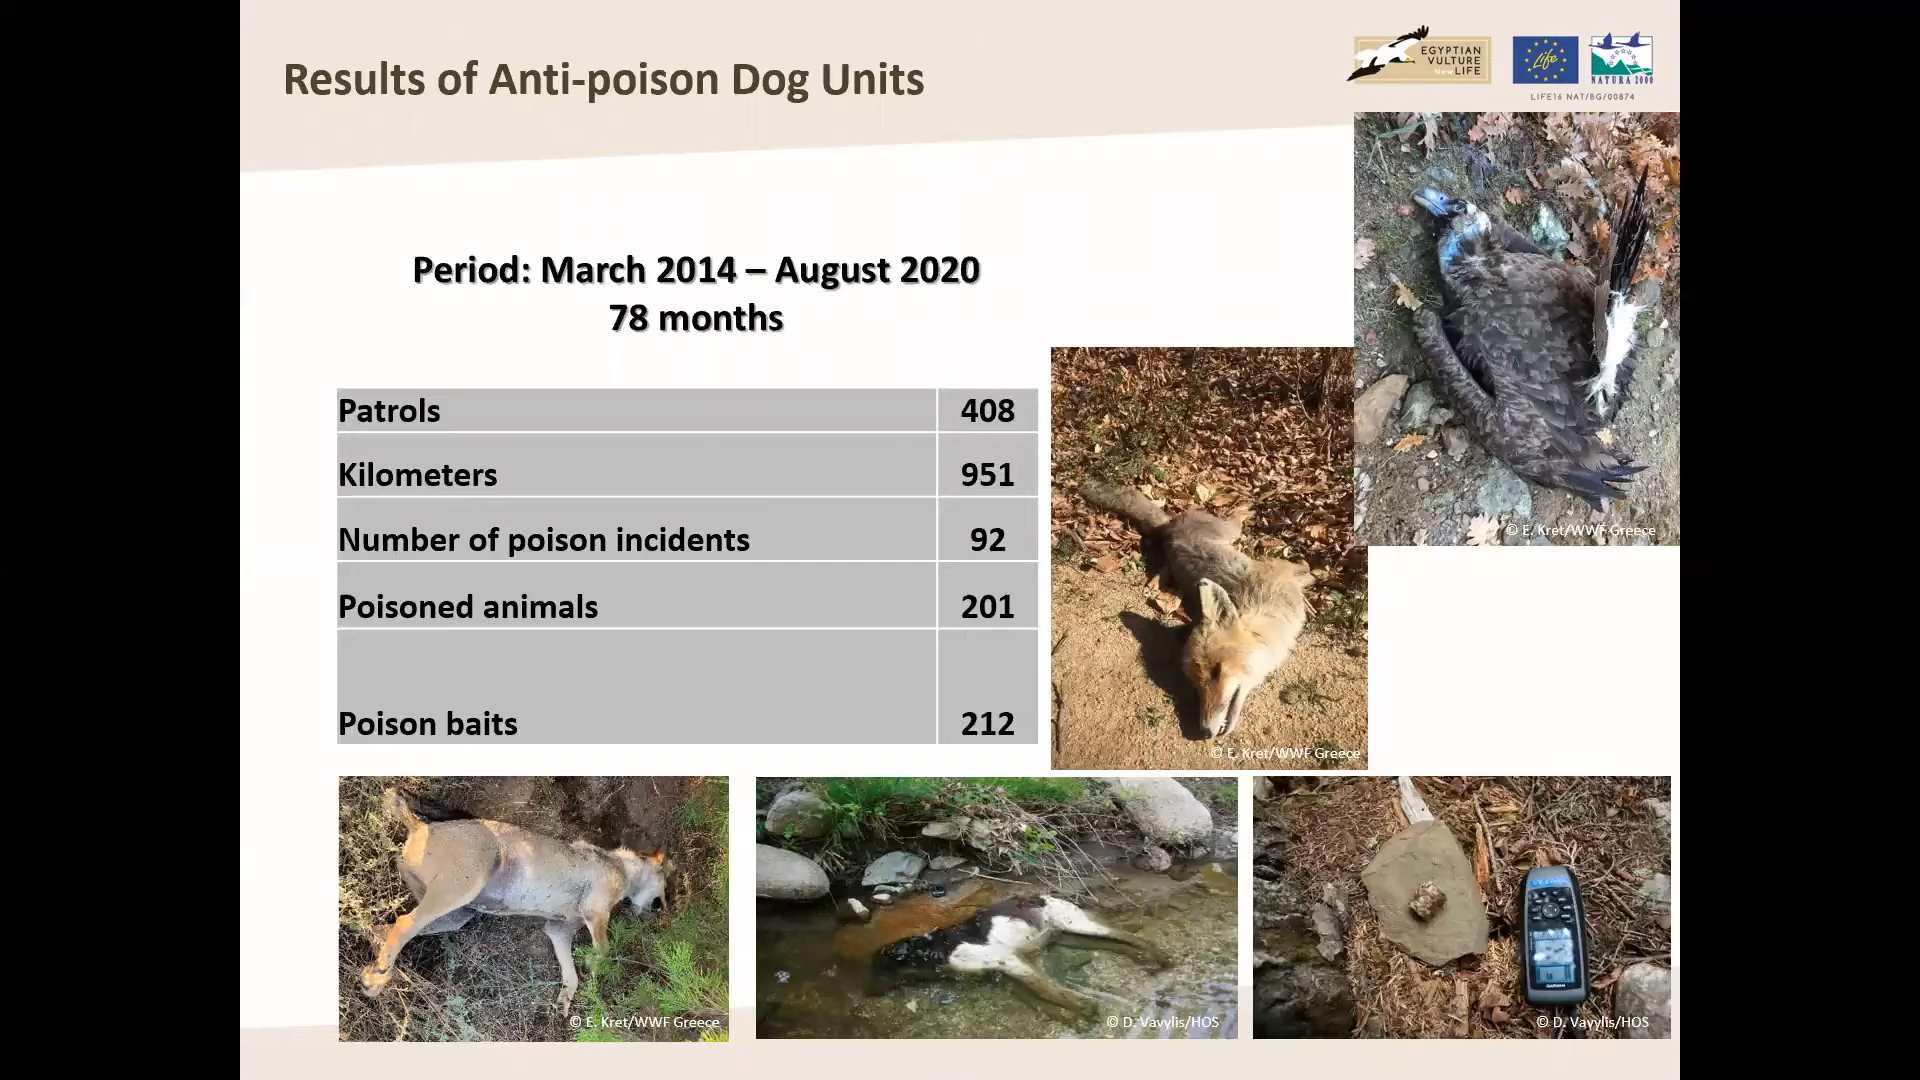 Results of Anti-poison Dog Units
EGYPTIAN
VULTURE
New LIFE
Life
NATURA 2000
LIFE16 NAT/BG/00874
Period: March 2014 – August 2020
78 months
Patrols 408
Kilometers 951
Number of poison incidents 92
Poisoned animals 201
Poison baits 212
© E. Kret/WWF Greece
© E. Kret/WWF Greece
© E. Kret/WWF Greece
© D. Vavylis/HOS
© D. Vavylis/HOS
GARMIN